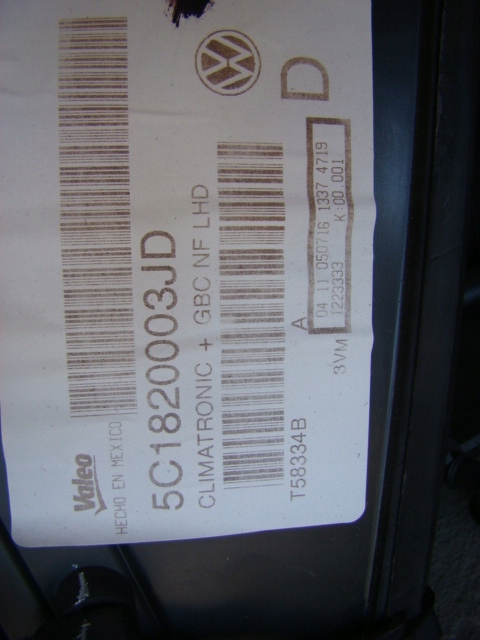 Valeo
HECHO EN MEXICO
5C1820003JD
CLIMATRONIC + GBC NF LHD
T58334B
A
D
04 11 050716 1337 4719
1223333 K:00 001
3VM